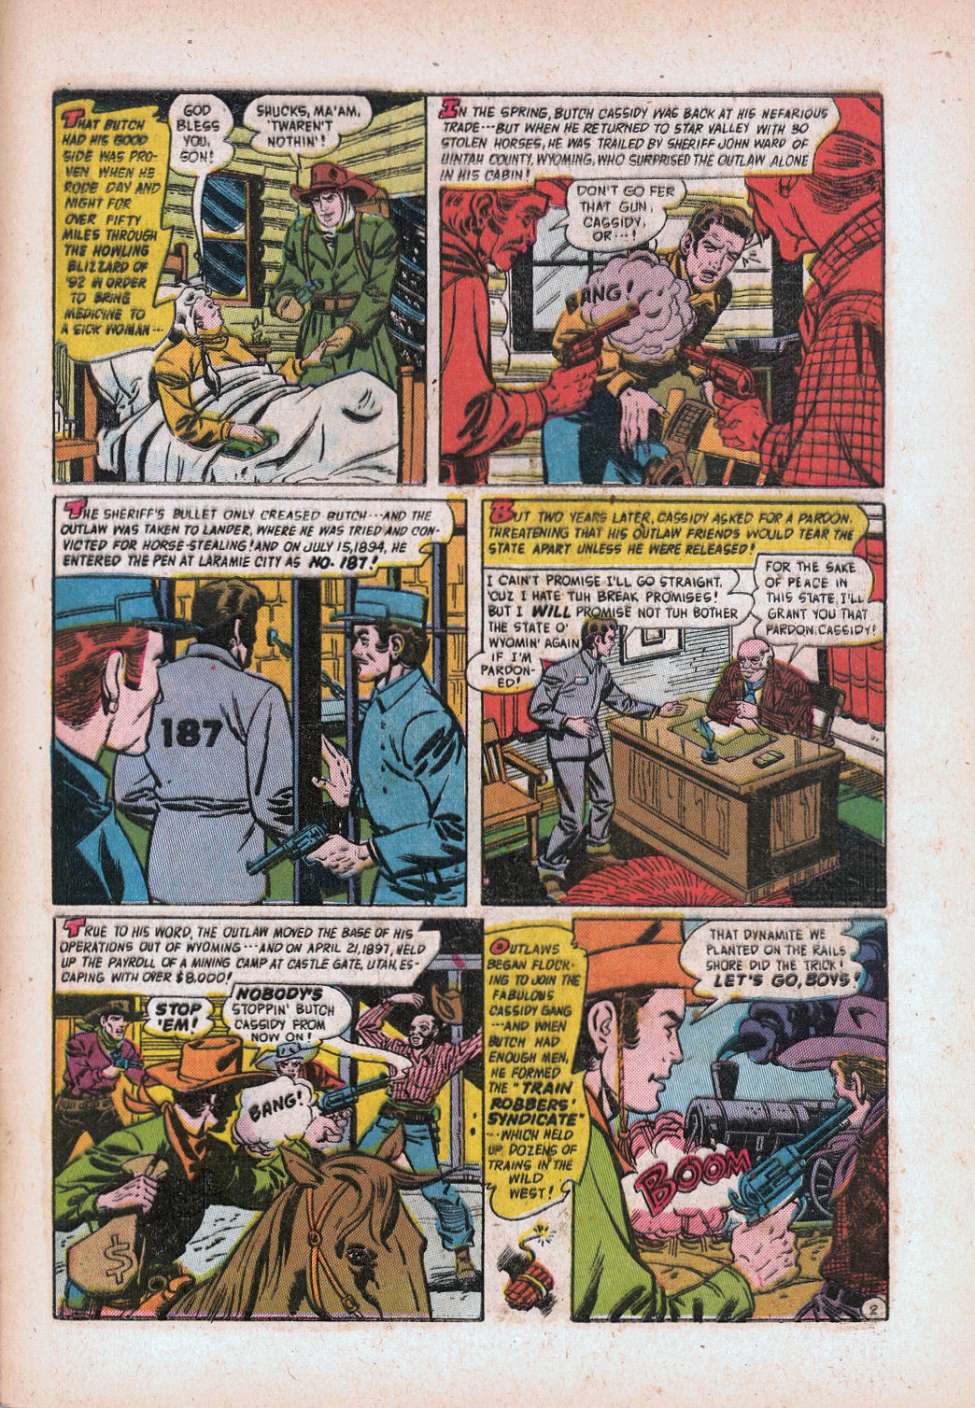 THAT BUTCH
HAD HIS GOOD
SIDE WAS PRO-
VEN WHEN HE
RODE DAY AND
NIGHT FOR
OVER FIFTY
MILES THROUGH
THE HOWLING
BLIZZARD OF
'92 IN ORDER
TO BRING
MEDICINE TO
A SICK WOMAN---
GOD
BLESS
YOU,
SON!
SHUCKS, MA'AM,
'TWAREN'T
NOTHIN'!
IN THE SPRING, BUTCH CASSIDY WAS BACK AT HIS NEFARIOUS
TRADE---BUT WHEN HE RETURNED TO STAR VALLEY WITH 30
STOLEN HORSES, HE WAS TRAILED BY SHERIFF JOHN WARD OF
UINTAH COUNTY, WYOMING, WHO SURPRISED THE OUTLAW ALONE
IN HIS CABIN!
DON'T GO FER
THAT GUN,
CASSIDY,
OR---!
BANG!
THE SHERIFF'S BULLET ONLY CREASED BUTCH---AND THE
OUTLAW WAS TAKEN TO LANDER, WHERE HE WAS TRIED AND CON-
VICTED FOR HORSE-STEALING! AND ON JULY 15, 1894, HE
ENTERED THE PEN AT LARAMIE CITY AS NO. 187!
187
BUT TWO YEARS LATER, CASSIDY ASKED FOR A PARDON,
THREATENING THAT HIS OUTLAW FRIENDS WOULD TEAR THE
STATE APART UNLESS HE WERE RELEASED!
I CAIN'T PROMISE I'LL GO STRAIGHT,
'CUZ I HATE TUH BREAK PROMISES!
BUT I WILL PROMISE NOT TUH BOTHER
THE STATE O'
WYOMIN' AGAIN
IF I'M
PARDON-
ED!
FOR THE SAKE
OF PEACE IN
THIS STATE, I'LL
GRANT YOU THAT
PARDON, CASSIDY!
TRUE TO HIS WORD, THE OUTLAW MOVED THE BASE OF HIS
OPERATIONS OUT OF WYOMING---AND ON APRIL 21, 1897, HELD
UP THE PAYROLL OF A MINING CAMP AT CASTLE GATE, UTAH, ES-
CAPING WITH OVER $8,000!
STOP
'EM!
NOBODY'S
STOPPIN' BUTCH
CASSIDY FROM
NOW ON!
BANG!
$
OUTLAWS
BEGAN FLOCK-
ING TO JOIN THE
FABULOUS
CASSIDY GANG
---AND WHEN
BUTCH HAD
ENOUGH MEN,
HE FORMED
THE "TRAIN
ROBBERS'
SYNDICATE"
---WHICH HELD
UP DOZENS OF
TRAINS IN THE
WILD
WEST!
THAT DYNAMITE WE
PLANTED ON THE RAILS
SHORE DID THE TRICK!
LET'S GO, BOYS!
BOOM
2